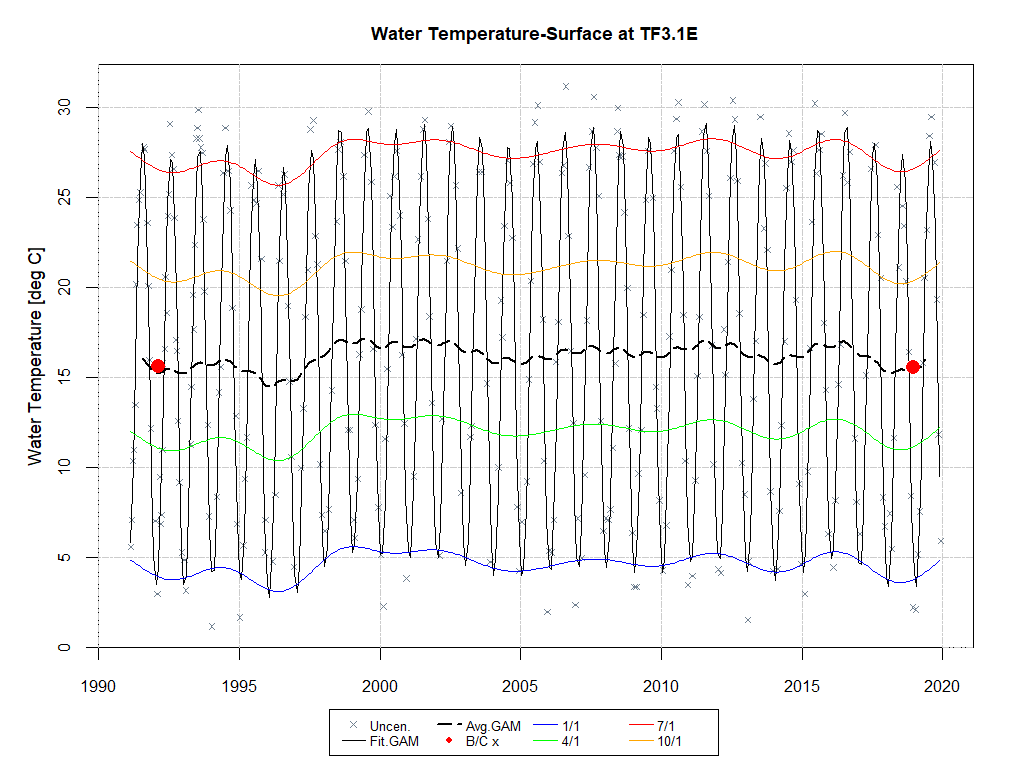 Water Temperature-Surface at TF3.1E
Water Temperature [deg C]
30
25
20
15
10
5
0
1990 1995 2000 2005 2010 2015 2020
Uncen. Avg.GAM 1/1 7/1
Fit.GAM B/C x 4/1 10/1